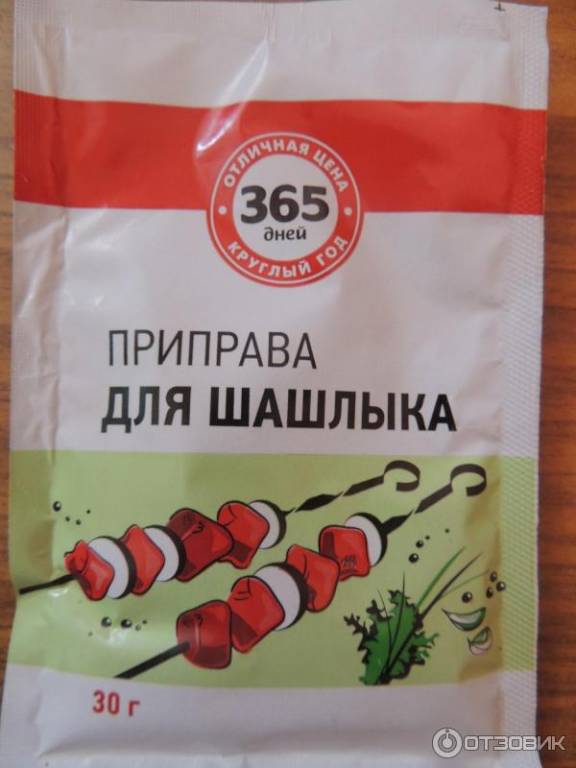 ОТЛИЧНАЯ ЦЕНА
365
дней
КРУГЛЫЙ ГОД
ПРИПРАВА
ДЛЯ ШАШЛЫКА
30 г
ОТЗОВИК